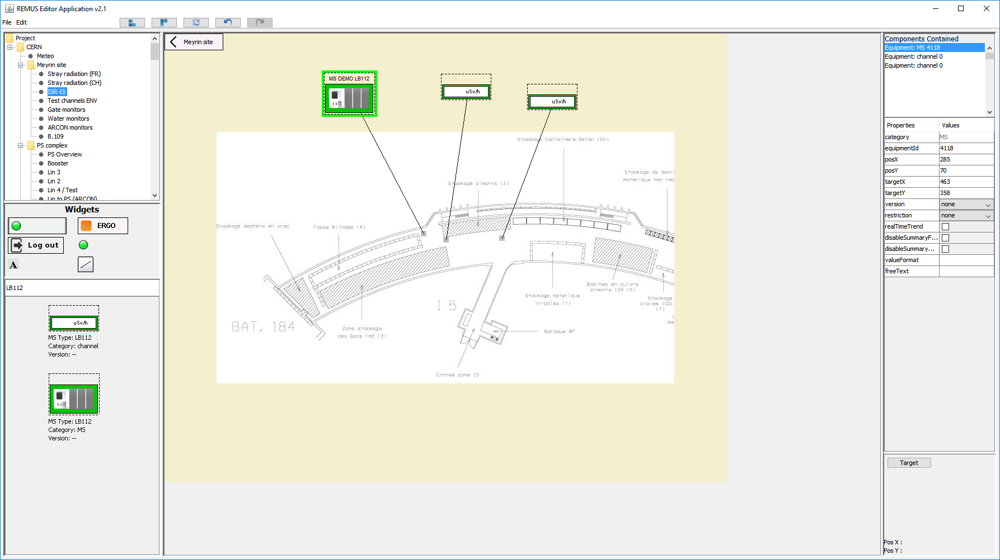 REMUS Editor Application v2.1
File Edit
Project
CERN
Meteo
Meyrin site
Stray radiation (FR)
Stray radiation (CH)
ISR-I5
Test channels ENV
Gate monitors
Water monitors
ARCON monitors
B.109
PS complex
PS Overview
Booster
Lin 3
Lin 2
Lin 4 / Test
Lin to PS (ARCON)
Widgets
ERGO
Log out
A
LB112
uSv/h
MS Type: LB112
Category: channel
Version: --
MS Type: LB112
Category: MS
Version: --
Meyrin site
MS DEMO LB112
uSv/h
uSv/h
Stockage Containers Beton (CH)
Stockage de decr
materiaux non rec
Stockage aimants (2)
Stockage dechets en vrac
Fosse Blindee (4)
Bobines en cuivre
aimants ISR (5)
Stockage materiaux
irradies (1)
Stockage
cibles ISOL
(7)
I 5
BAT. 184
Zone stockage
des Bacs 1m3 (3)
Baraque RP
be
Entree zone I5
Components Contained
Equipment: MS 4118
Equipment: channel 0
Equipment: channel 0
Properties Values
category MS
equipmentId 4118
posX 285
posY 70
targetX 463
targetY 358
version none
restriction none
realTimeTrend
disableSummaryF...
disableSummary...
valueFormat
freeText
Target
Pos X :
Pos Y :